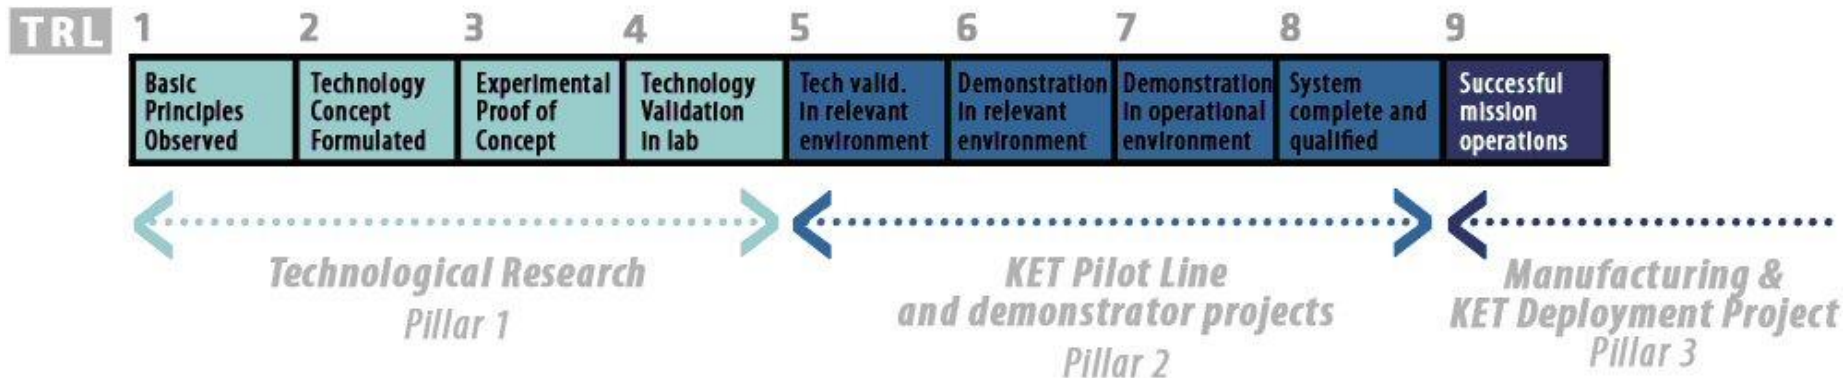 TRL 1 2 3 4 5 6 7 8 9
Basic
Principles
Observed
Technology
Concept
Formulated
Experimental
Proof of
Concept
Technology
Validation
in lab
Tech valid.
in relevant
environment
Demonstration
in relevant
environment
Demonstration
in operational
environment
System
complete and
qualified
Successful
mission
operations
Technological Research
Pillar 1
KET Pilot Line
and demonstrator projects
Pillar 2
Manufacturing &
KET Deployment Project
Pillar 3